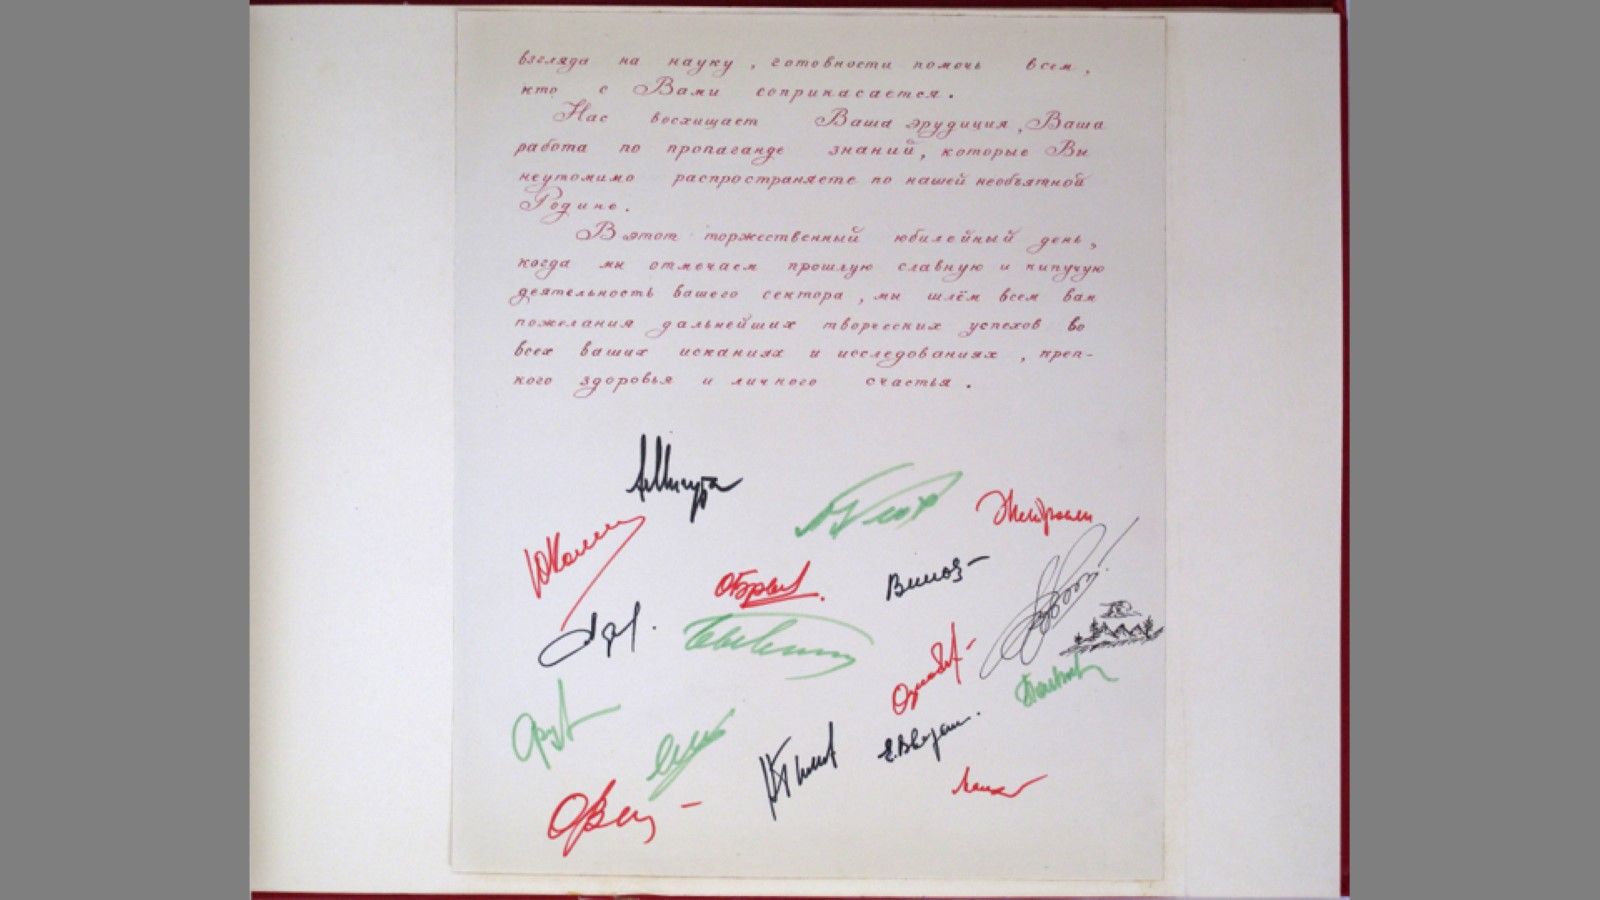 взгляда на науку, готовности помочь всем,
кто с Вами соприкасается.
Нас восхищает Ваша эрудиция, Ваша
работа по пропаганде знаний, которые Вы
неутомимо распространяете по нашей необъятной
Родине.
В этот торжественный юбилейный день,
когда мы отмечаем прошлую славную и кипучую
деятельность вашего сектора, мы шлём всем вам
пожелания дальнейших творческих успехов во
всех ваших исканиях и исследованиях, креп-
кого здоровья и личного счастья.